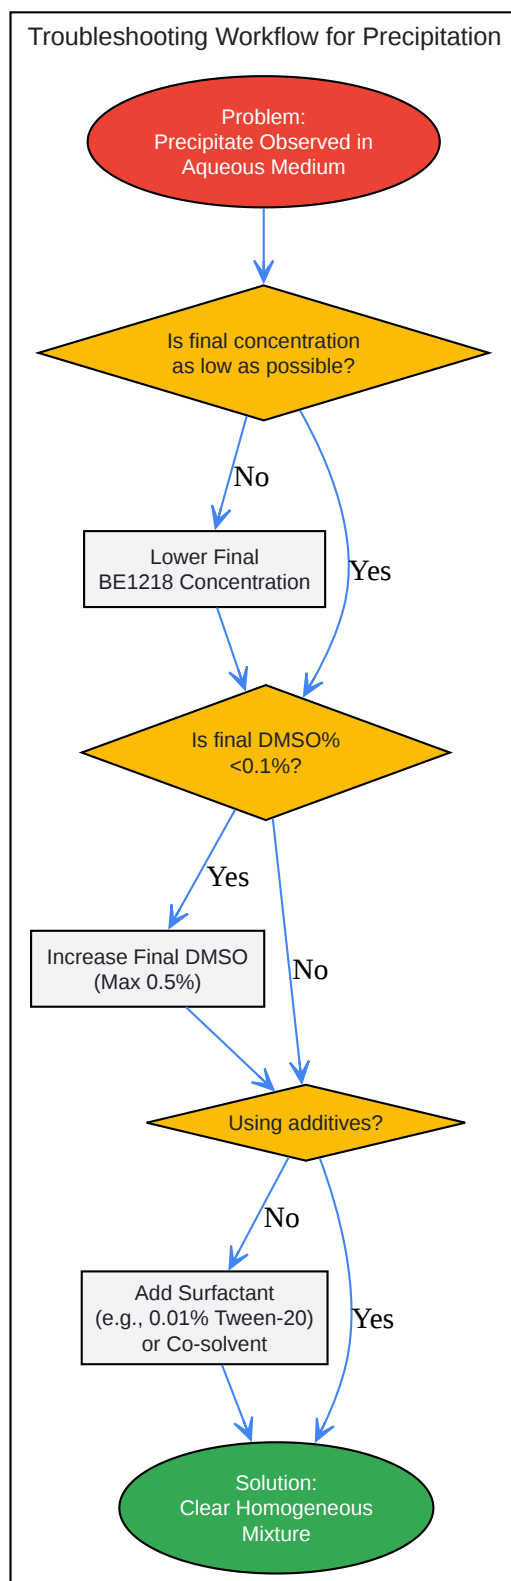 Troubleshooting Workflow for Precipitation
Problem:
Precipitate Observed in
Aqueous Medium
Is final concentration
as low as possible?
No
Yes
Lower Final
BE1218 Concentration
Is final DMSO%
<0.1%?
Yes
No
Increase Final DMSO
(Max 0.5%)
Using additives?
No
Yes
Add Surfactant
(e.g., 0.01% Tween-20)
or Co-solvent
Solution:
Clear Homogeneous
Mixture